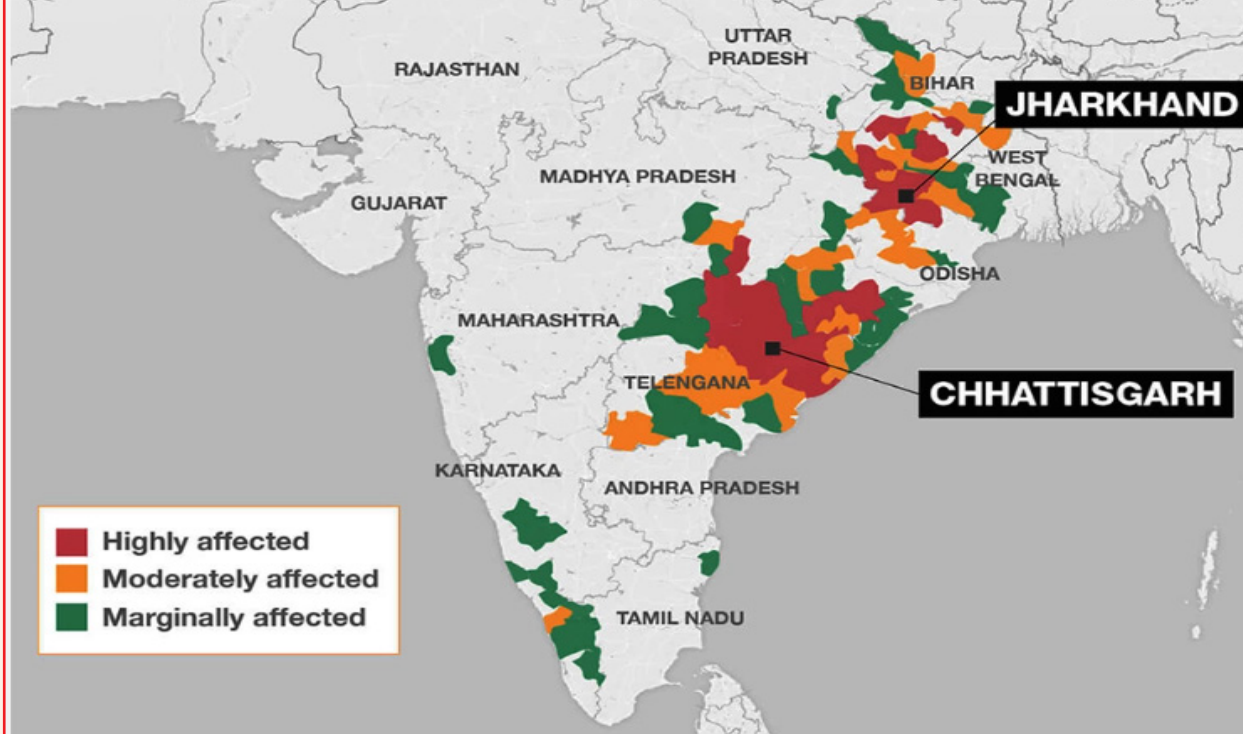 UTTAR
PRADESH
RAJASTHAN
BIHAR
JHARKHAND
WEST
BENGAL
MADHYA PRADESH
GUJARAT
ODISHA
MAHARASHTRA
TELENGANA
CHHATTISGARH
KARNATAKA
ANDHRA PRADESH
Highly affected
Moderately affected
Marginally affected
TAMIL NADU